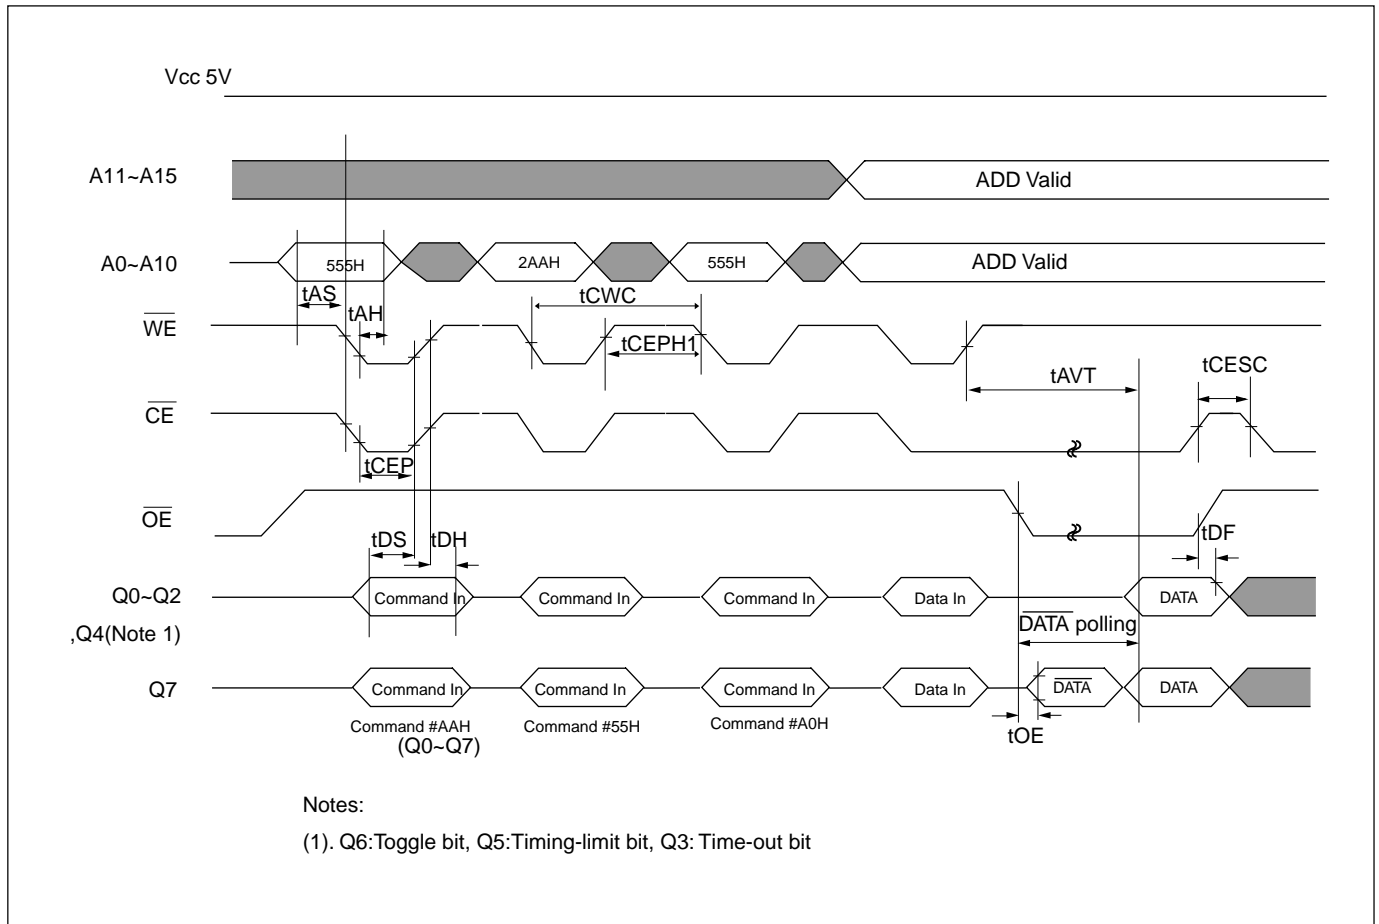 Vcc 5V
A11~A15
ADD Valid
A0~A10
555H
2AAH
555H
ADD Valid
tAS
tAH
tCWC
WE
tCEPH1
tAVT
tCESC
CE
tCEP
OE
tDS
tDH
tDF
Q0~Q2
,Q4(Note 1)
Command In
Command In
Command In
Data In
DATA
DATA polling
Q7
Command In
Command In
Command In
Data In
DATA
DATA
Command #AAH
Command #55H
Command #A0H
(Q0~Q7)
tOE
Notes:
(1). Q6:Toggle bit, Q5:Timing-limit bit, Q3: Time-out bit